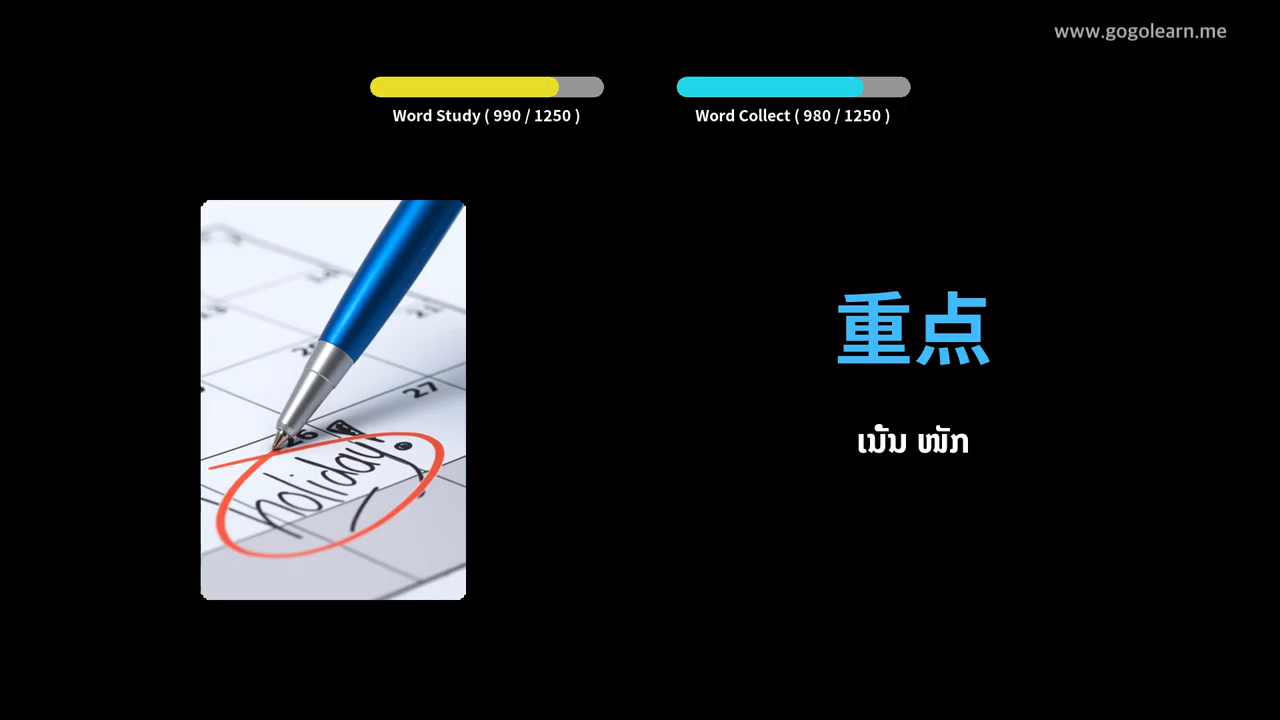 www.gogolearn.me
Word Study ( 990 / 1250 )
Word Collect ( 980 / 1250 )
重点
ເນັ້ນ ໜັກ
27
holiday!